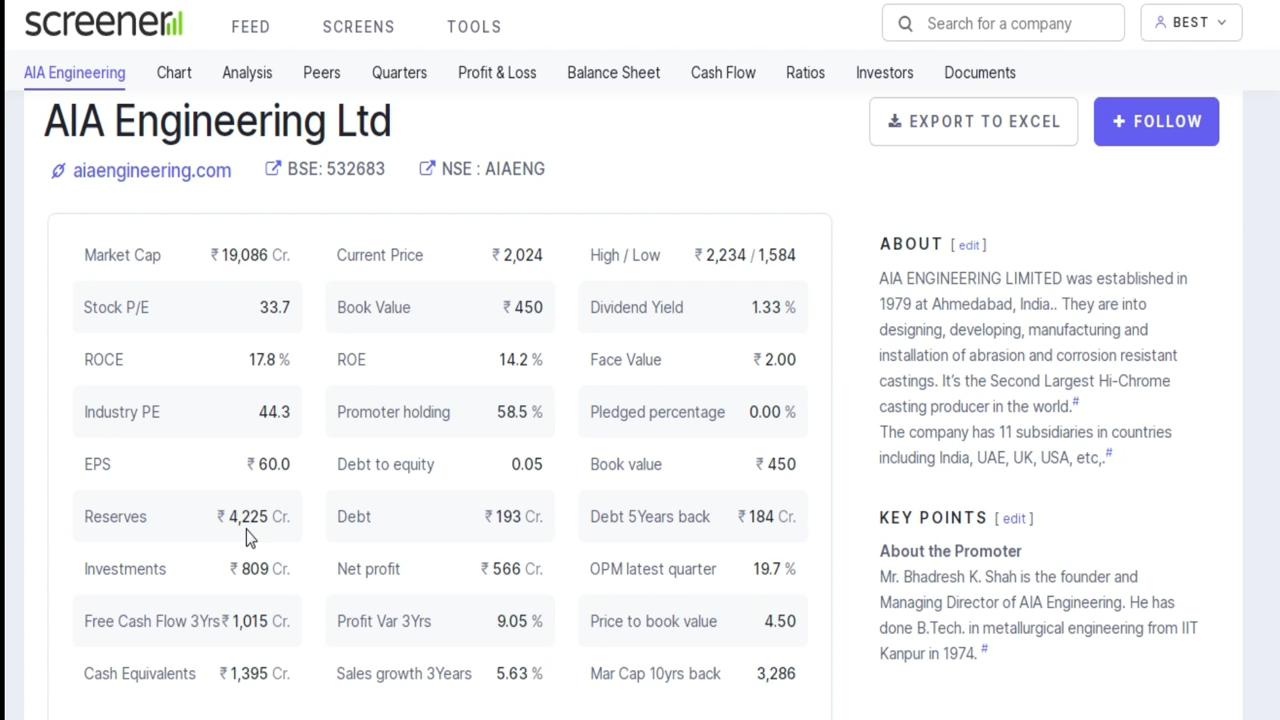 screener
FEED SCREENS TOOLS
Search for a company
BEST
AIA Engineering Chart Analysis Peers Quarters Profit & Loss Balance Sheet Cash Flow Ratios Investors Documents
AIA Engineering Ltd
EXPORT TO EXCEL
+ FOLLOW
aiaengineering.com BSE: 532683 NSE : AIAENG
Market Cap ₹ 19,086 Cr. Current Price ₹ 2,024 High / Low ₹ 2,234 / 1,584
Stock P/E 33.7 Book Value ₹ 450 Dividend Yield 1.33 %
ROCE 17.8 % ROE 14.2 % Face Value ₹ 2.00
Industry PE 44.3 Promoter holding 58.5 % Pledged percentage 0.00 %
EPS ₹ 60.0 Debt to equity 0.05 Book value ₹ 450
Reserves ₹ 4,225 Cr. Debt ₹ 193 Cr. Debt 5Years back ₹ 184 Cr.
Investments ₹ 809 Cr. Net profit ₹ 566 Cr. OPM latest quarter 19.7 %
Free Cash Flow 3Yrs ₹ 1,015 Cr. Profit Var 3Yrs 9.05 % Price to book value 4.50
Cash Equivalents ₹ 1,395 Cr. Sales growth 3Years 5.63 % Mar Cap 10yrs back 3,286
ABOUT [ edit ]
AIA ENGINEERING LIMITED was established in
1979 at Ahmedabad, India.. They are into
designing, developing, manufacturing and
installation of abrasion and corrosion resistant
castings. It's the Second Largest Hi-Chrome
casting producer in the world.#
The company has 11 subsidiaries in countries
including India, UAE, UK, USA, etc,.#
KEY POINTS [ edit ]
About the Promoter
Mr. Bhadresh K. Shah is the founder and
Managing Director of AIA Engineering. He has
done B.Tech. in metallurgical engineering from IIT
Kanpur in 1974. #